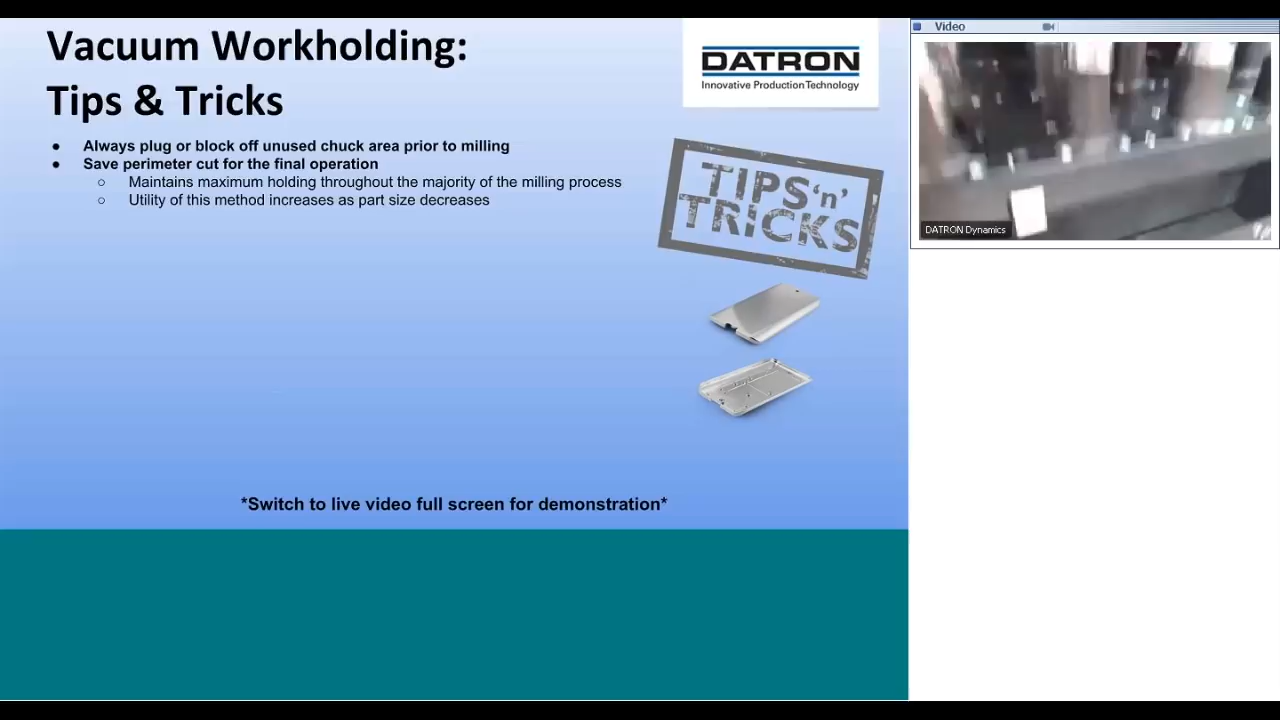 Vacuum Workholding:
Tips & Tricks
DATRON
Innovative Production Technology
● Always plug or block off unused chuck area prior to milling
● Save perimeter cut for the final operation
○ Maintains maximum holding throughout the majority of the milling process
○ Utility of this method increases as part size decreases
TIPS 'n'
TRICKS
*Switch to live video full screen for demonstration*
Video
DATRON Dynamics